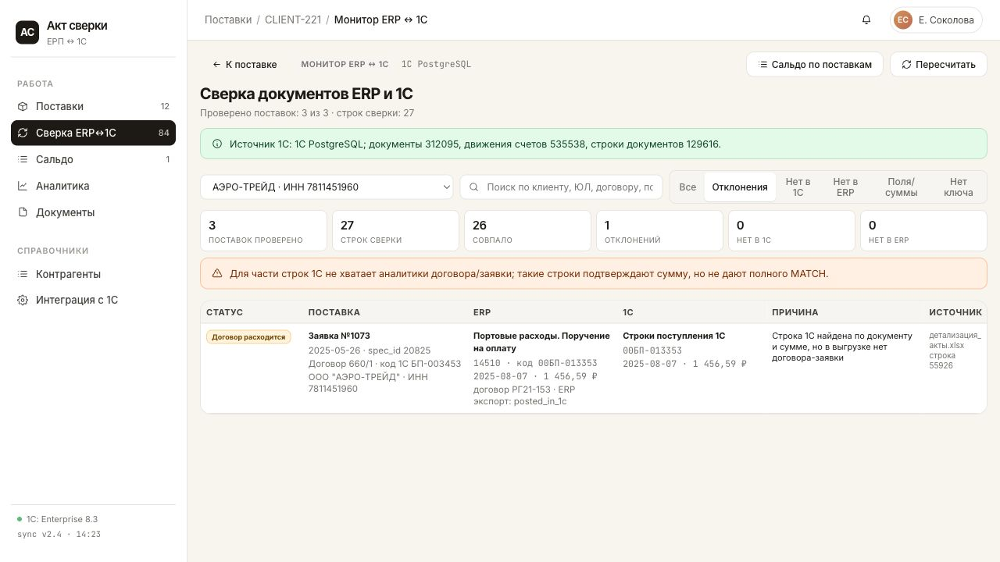 АС
Акт сверки
ЕРП ↔ 1С
РАБОТА
Поставки 12
Сверка ERP↔1С 84
Сальдо 1
Аналитика
Документы
СПРАВОЧНИКИ
Контрагенты
Интеграция с 1С
1С: Enterprise 8.3
sync v2.4 · 14:23
Поставки / CLIENT-221 / Монитор ERP ↔ 1С
ЕС Е. Соколова
← К поставке МОНИТОР ERP ↔ 1С 1С PostgreSQL
Сальдо по поставкам Пересчитать
Сверка документов ERP и 1С
Проверено поставок: 3 из 3 · строк сверки: 27
Источник 1С: 1С PostgreSQL; документы 312095, движения счетов 535538, строки документов 129616.
АЭРО-ТРЕЙД · ИНН 7811451960
Поиск по клиенту, ЮЛ, договору, пс
Все
Отклонения
Нет в
1С
Нет в
ERP
Поля/
суммы
Нет
ключа
3
ПОСТАВОК ПРОВЕРЕНО
27
СТРОК СВЕРКИ
26
СОВПАЛО
1
ОТКЛОНЕНИЙ
0
НЕТ В 1С
0
НЕТ В ERP
Для части строк 1С не хватает аналитики договора/заявки; такие строки подтверждают сумму, но не дают полного MATCH.
СТАТУС ПОСТАВКА ERP 1С ПРИЧИНА ИСТОЧНИК
Договор расходится
Заявка №1073
2025-05-26 · spec_id 20825
Договор 660/1 · код 1С БП-003453
ООО "АЭРО-ТРЕЙД" · ИНН
7811451960
Портовые расходы. Поручение
на оплату
14510 · код 00БП-013353
2025-08-07 · 1 456,59 ₽
договор РГ21-153 · ERP
экспорт: posted_in_1c
Строки поступления 1С
00БП-013353
2025-08-07 · 1 456,59 ₽
Строка 1С найдена по документу
и сумме, но в выгрузке нет
договора-заявки
детализация_
акты.xlsx
строка
55926